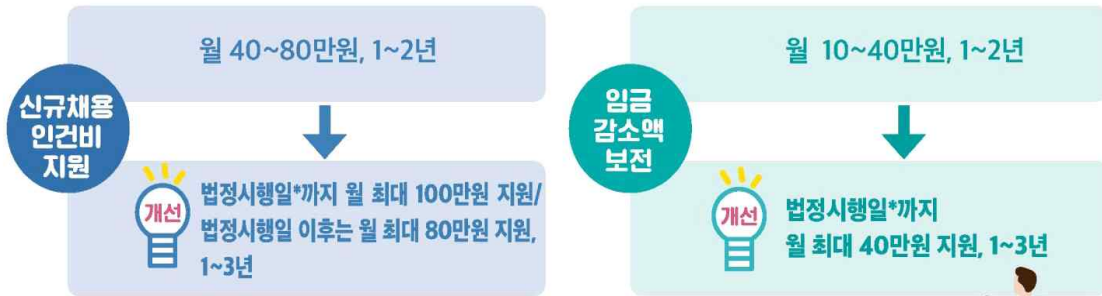 월 40~80만원, 1~2년
신규채용
인건비
지원
개선
법정시행일*까지 월 최대 100만원 지원/
법정시행일 이후는 월 최대 80만원 지원,
1~3년
월 10~40만원, 1~2년
임금
감소액
보전
개선
법정시행일*까지
월 최대 40만원 지원, 1~3년